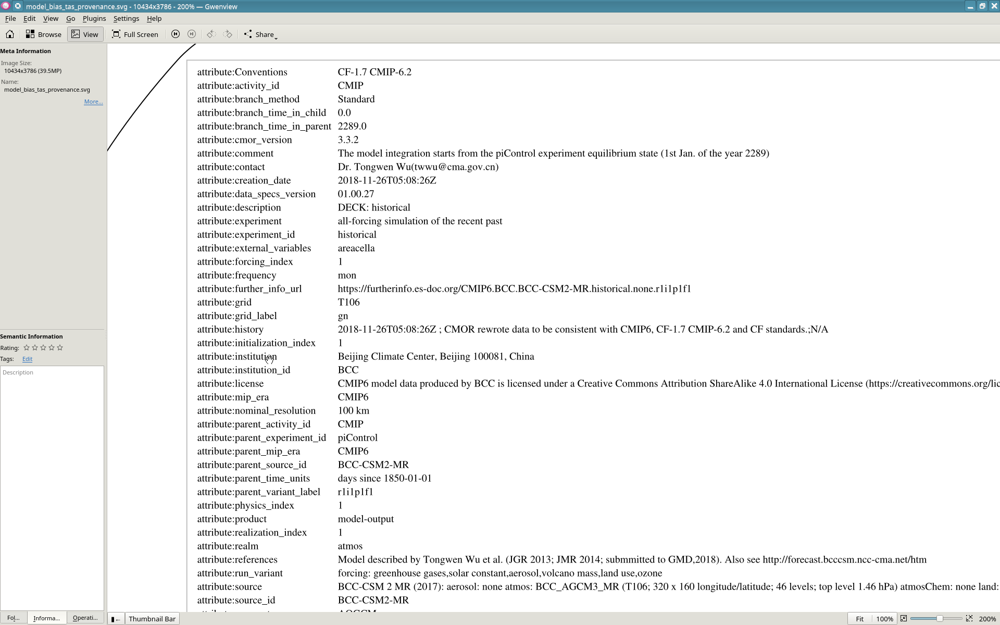 model_bias_tas_provenance.svg - 10434x3786 - 200% — Gwenview
File Edit View Go Plugins Settings Help
Browse View Full Screen Share
Meta Information
Image Size:
10434x3786 (39.5MP)
Name:
model_bias_tas_provenance.svg
More...
Semantic Information
Rating:
Tags: Edit
Description
attribute:Conventions CF-1.7 CMIP-6.2
attribute:activity_id CMIP
attribute:branch_method Standard
attribute:branch_time_in_child 0.0
attribute:branch_time_in_parent 2289.0
attribute:cmor_version 3.3.2
attribute:comment The model integration starts from the piControl experiment equilibrium state (1st Jan. of the year 2289)
attribute:contact Dr. Tongwen Wu(twwu@cma.gov.cn)
attribute:creation_date 2018-11-26T05:08:26Z
attribute:data_specs_version 01.00.27
attribute:description DECK: historical
attribute:experiment all-forcing simulation of the recent past
attribute:experiment_id historical
attribute:external_variables areacella
attribute:forcing_index 1
attribute:frequency mon
attribute:further_info_url https://furtherinfo.es-doc.org/CMIP6.BCC.BCC-CSM2-MR.historical.none.r1i1p1f1
attribute:grid T106
attribute:grid_label gn
attribute:history 2018-11-26T05:08:26Z ; CMOR rewrote data to be consistent with CMIP6, CF-1.7 CMIP-6.2 and CF standards.;N/A
attribute:initialization_index 1
attribute:institution Beijing Climate Center, Beijing 100081, China
attribute:institution_id BCC
attribute:license CMIP6 model data produced by BCC is licensed under a Creative Commons Attribution ShareAlike 4.0 International License (https://creativecommons.org/lic
attribute:mip_era CMIP6
attribute:nominal_resolution 100 km
attribute:parent_activity_id CMIP
attribute:parent_experiment_id piControl
attribute:parent_mip_era CMIP6
attribute:parent_source_id BCC-CSM2-MR
attribute:parent_time_units days since 1850-01-01
attribute:parent_variant_label r1i1p1f1
attribute:physics_index 1
attribute:product model-output
attribute:realization_index 1
attribute:realm atmos
attribute:references Model described by Tongwen Wu et al. (JGR 2013; JMR 2014; submmitted to GMD,2018). Also see http://forecast.bcccsm.ncc-cma.net/htm
attribute:run_variant forcing: greenhouse gases,solar constant,aerosol,volcano mass,land use,ozone
attribute:source BCC-CSM 2 MR (2017): aerosol: none atmos: BCC_AGCM3_MR (T106; 320 x 160 longitude/latitude; 46 levels; top level 1.46 hPa) atmosChem: none land:
attribute:source_id BCC-CSM2-MR
Fol... Informa... Operati... Thumbnail Bar Fit 100% 200%